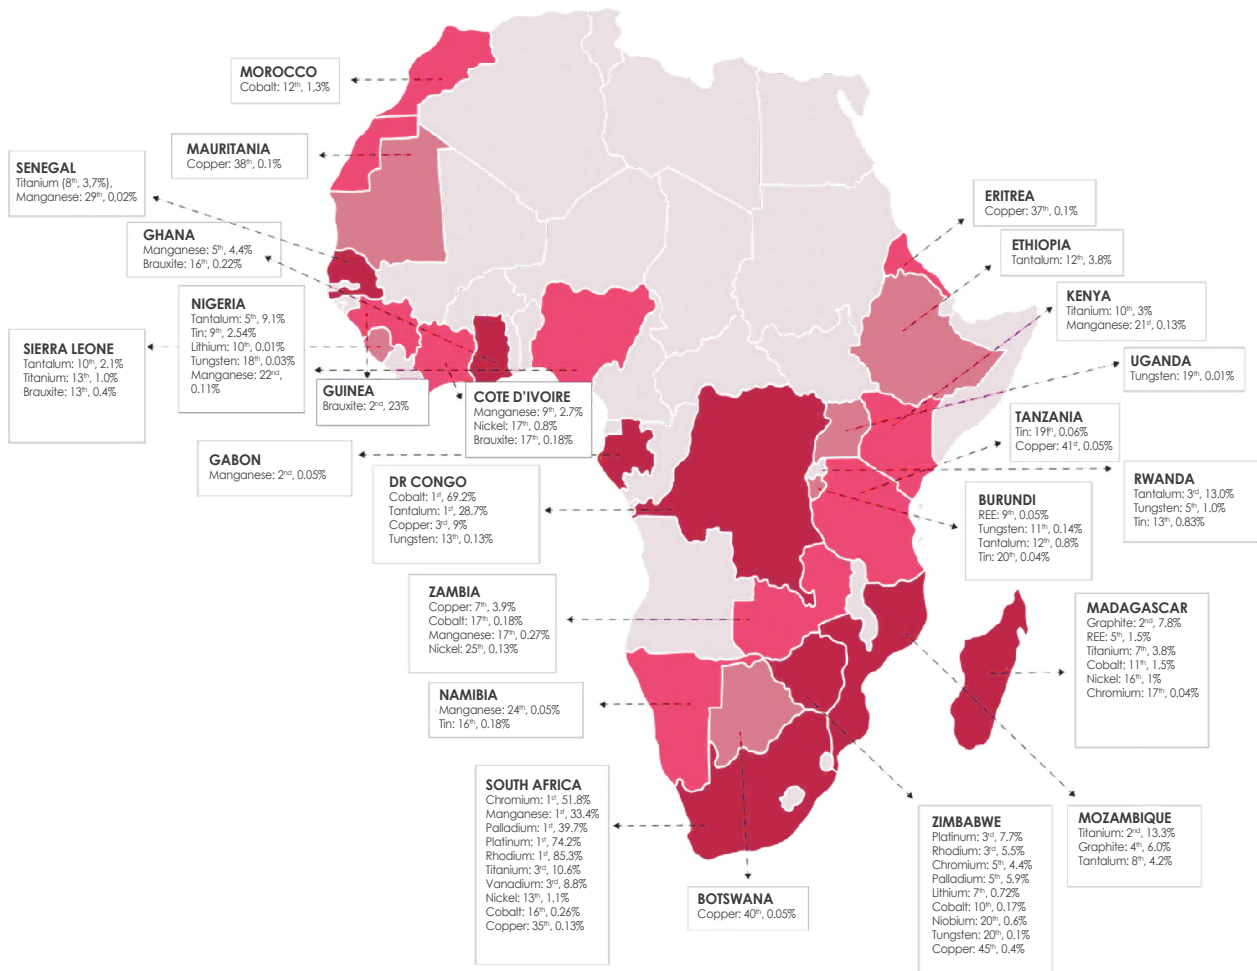 MOROCCO
Cobalt: 12th, 1,3%
MAURITANIA
Copper: 38th, 0.1%
SENEGAL
Titanium (8th, 3,7%),
Manganese: 29th, 0,02%
GHANA
Manganese: 5th, 4.4%
Brauxite: 16th, 0.22%
NIGERIA
Tantalum: 5th, 9.1%
Tin: 9th, 2.54%
Lithium: 10th, 0.01%
Tungsten: 18th, 0.03%
Manganese: 22nd,
0.11%
SIERRA LEONE
Tantalum: 10th, 2.1%
Titanium: 13th, 1.0%
Brauxite: 13th, 0.4%
GUINEA
Brauxite: 2nd, 23%
COTE D'IVOIRE
Manganese: 9th, 2.7%
Nickel: 17th, 0.8%
Brauxite: 17th, 0.18%
GABON
Manganese: 2nd, 0.05%
DR CONGO
Cobalt: 1st, 69.2%
Tantalum: 1st, 28.7%
Copper: 3rd, 9%
Tungsten: 13th, 0.13%
ZAMBIA
Copper: 7th, 3.9%
Cobalt: 17th, 0.18%
Manganese: 17th, 0.27%
Nickel: 25th, 0.13%
NAMIBIA
Manganese: 24th, 0.05%
Tin: 16th, 0.18%
SOUTH AFRICA
Chromium: 1st, 51.8%
Manganese: 1st, 33.4%
Palladium: 1st, 39.7%
Platinum: 1st, 74.2%
Rhodium: 1st, 85.3%
Titanium: 3rd, 10.6%
Vanadium: 3rd, 8.8%
Nickel: 13th, 1.1%
Cobalt: 16th, 0.26%
Copper: 35th, 0.13%
BOTSWANA
Copper: 40th, 0.05%
ERITREA
Copper: 37th, 0.1%
ETHIOPIA
Tantalum: 12th, 3.8%
KENYA
Titanium: 10th, 3%
Manganese: 21st, 0.13%
UGANDA
Tungsten: 19th, 0.01%
TANZANIA
Tin: 19th, 0.06%
Copper: 41st, 0.05%
RWANDA
Tantalum: 3rd, 13.0%
Tungsten: 5th, 1.0%
Tin: 13th, 0.83%
BURUNDI
REE: 9th, 0.05%
Tungsten: 11th, 0.14%
Tantalum: 12th, 0.8%
Tin: 20th, 0.04%
MADAGASCAR
Graphite: 2nd, 7.8%
REE: 5th, 1.5%
Titanium: 7th, 3.8%
Cobalt: 11th, 1.5%
Nickel: 16th, 1%
Chromium: 17th, 0.04%
MOZAMBIQUE
Titanium: 2nd, 13.3%
Graphite: 4th, 6.0%
Tantalum: 8th, 4.2%
ZIMBABWE
Platinum: 3rd, 7.7%
Rhodium: 3rd, 5.5%
Chromium: 5th, 4.4%
Palladium: 5th, 5.9%
Lithium: 7th, 0.72%
Cobalt: 10th, 0.17%
Niobium: 20th, 0.6%
Tungsten: 20th, 0.1%
Copper: 45th, 0.4%